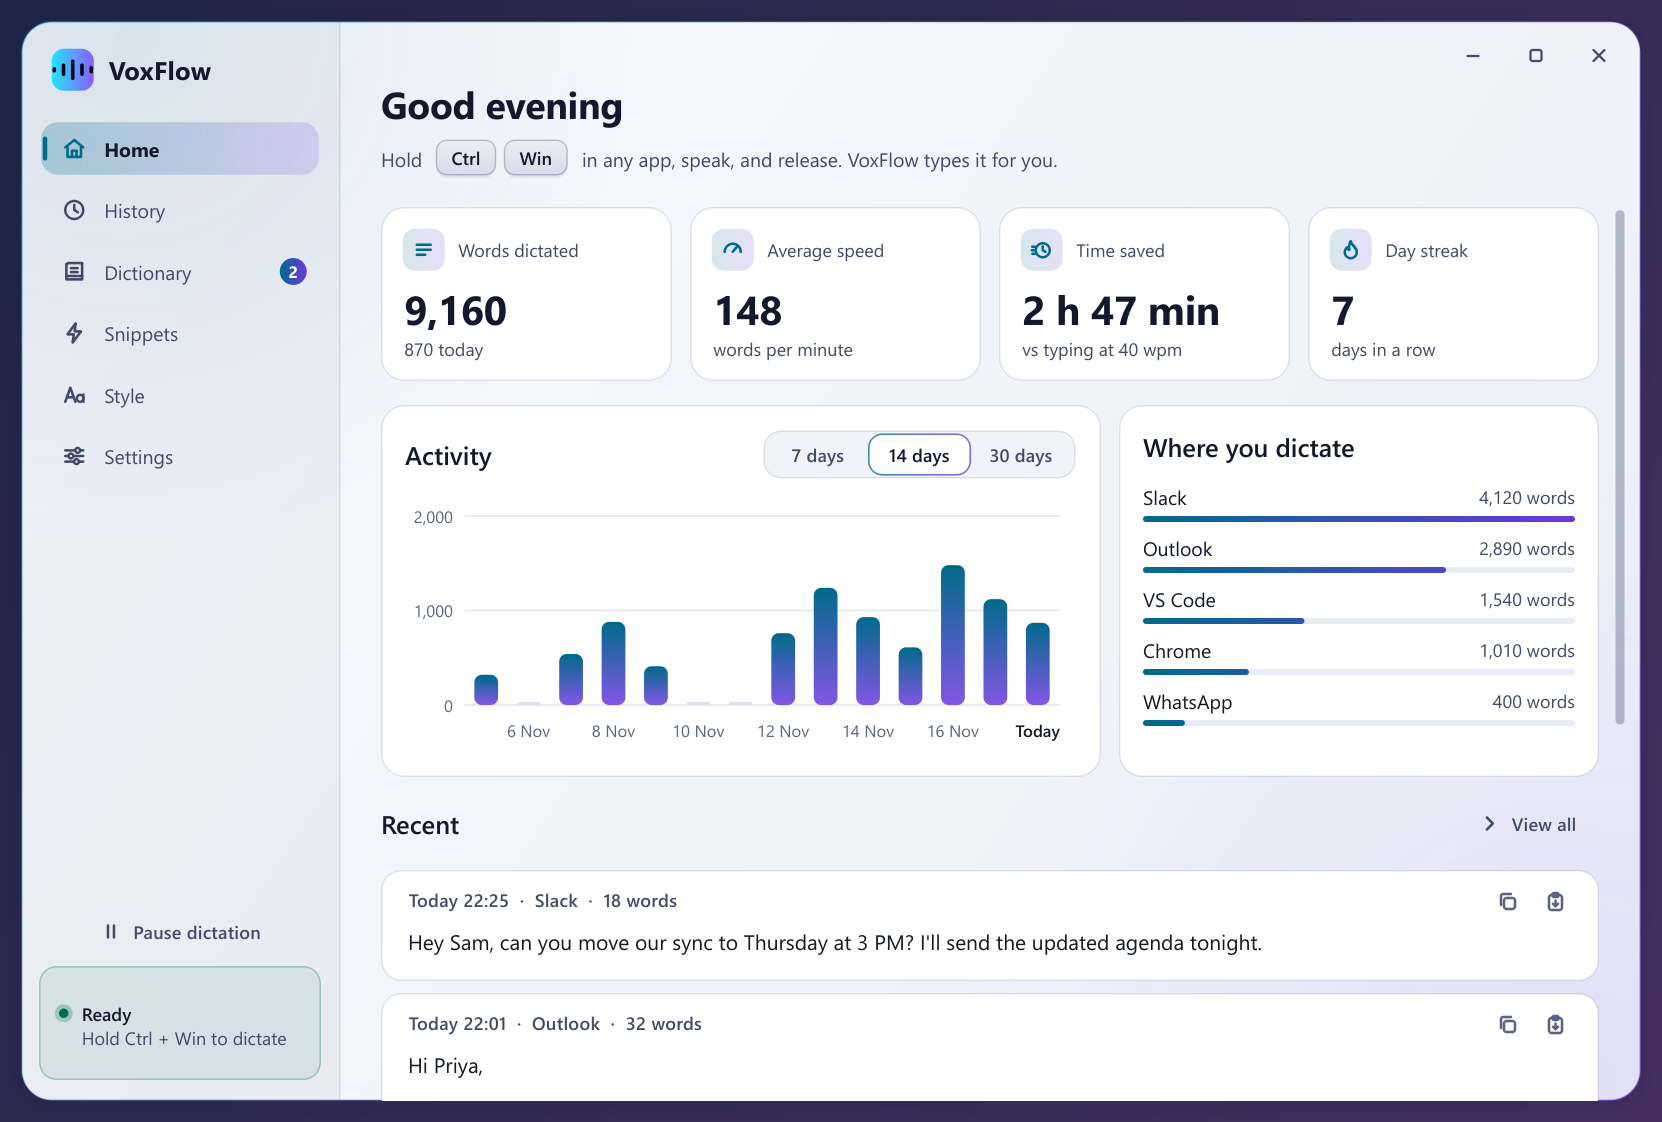 VoxFlow
Home
History
Dictionary 2
Snippets
Aa Style
Settings
Pause dictation
Ready
Hold Ctrl + Win to dictate
Good evening
Hold Ctrl Win in any app, speak, and release. VoxFlow types it for you.
Words dictated
9,160
870 today
Average speed
148
words per minute
Time saved
2 h 47 min
vs typing at 40 wpm
Day streak
7
days in a row
Activity
7 days 14 days 30 days
2,000
1,000
0
6 Nov 8 Nov 10 Nov 12 Nov 14 Nov 16 Nov Today
Where you dictate
Slack 4,120 words
Outlook 2,890 words
VS Code 1,540 words
Chrome 1,010 words
WhatsApp 400 words
Recent
View all
Today 22:25 · Slack · 18 words
Hey Sam, can you move our sync to Thursday at 3 PM? I'll send the updated agenda tonight.
Today 22:01 · Outlook · 32 words
Hi Priya,